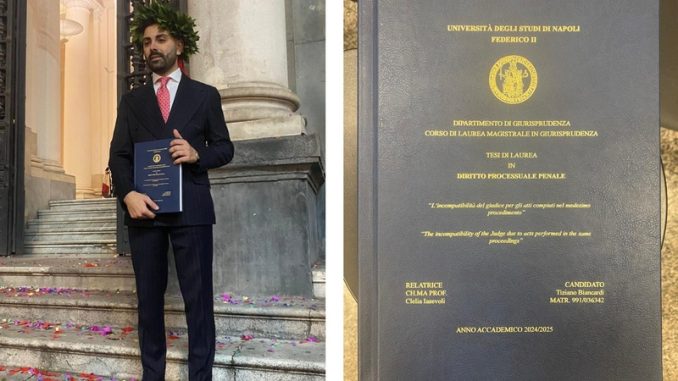 UNIVERSITÀ DEGLI STUDI DI NAPOLI
FEDERICO II
DIPARTIMENTO DI GIURISPRUDENZA
CORSO DI LAUREA MAGISTRALE IN GIURISPRUDENZA
TESI DI LAUREA
IN
DIRITTO PROCESSUALE PENALE
"L'incompatibilità del giudice per gli atti compiuti nel medesimo
procedimento"
"The incompatibility of the Judge due to acts performed in the same
proceedings"
RELATRICE
CH.MA PROF.
Clelia Iasevoli
CANDIDATO
Tiziano Biancardi
MATR. 991/036342
ANNO ACCADEMICO 2024/2025